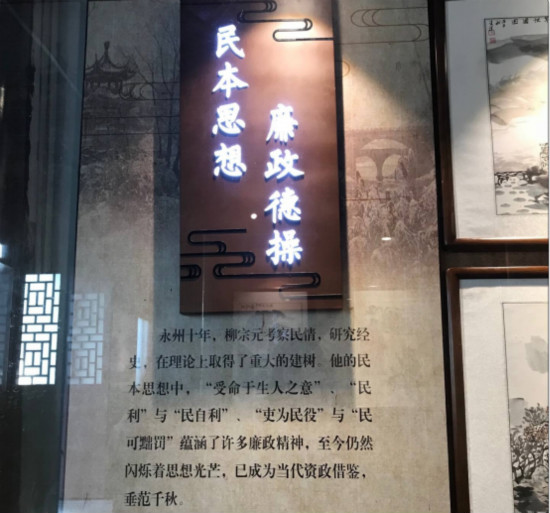 民本思想
廉政德操
永州十年，柳宗元考察民情，研究经
史，在理论上取得了重大的建树。他的民
本思想中，“受命于生人之意”、“民
利”与“民自利”、“吏为民役”与“民
可黜罚”蕴涵了许多廉政精神，至今仍然
闪烁着思想光芒，已成为当代资政借鉴，
垂范千秋。